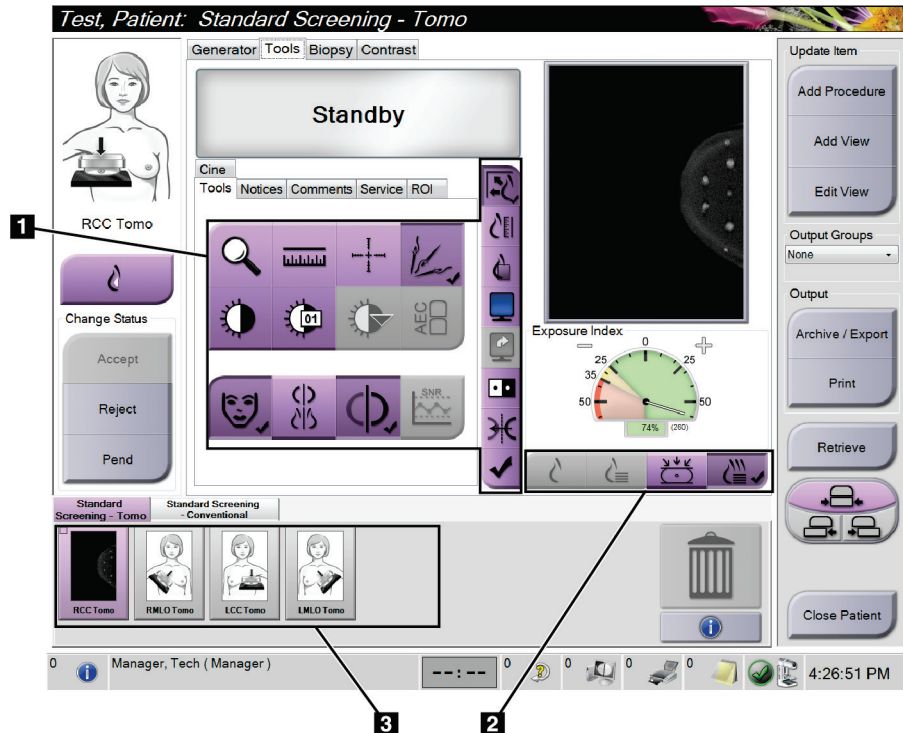 Test, Patient: Standard Screening - Tomo
Generator Tools Biopsy Contrast
Standby
Cine
Tools Notices Comments Service ROI
1
RCC Tomo
Change Status
Accept
Reject
Pend
01
AEC
SNR
Exposure Index
0
25 25
35
50 50
74% (260)
Update Item
Add Procedure
Add View
Edit View
Output Groups
None
Output
Archive / Export
Print
Retrieve
Close Patient
Standard Screening - Tomo
Standard Screening - Conventional
RCC Tomo RMLO Tomo LCC Tomo LMLO Tomo
0 Manager, Tech ( Manager ) --:-- 0 0 0 0 4:26:51 PM
3 2